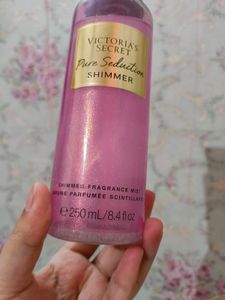 VICTORIA'S
SECRET
Pure Seduction
SHIMMER
SHIMMER FRAGRANCE MIST
BRUME PARFUMÉE SCINTILLANTE
℮ 250 mL/8.4 fl oz